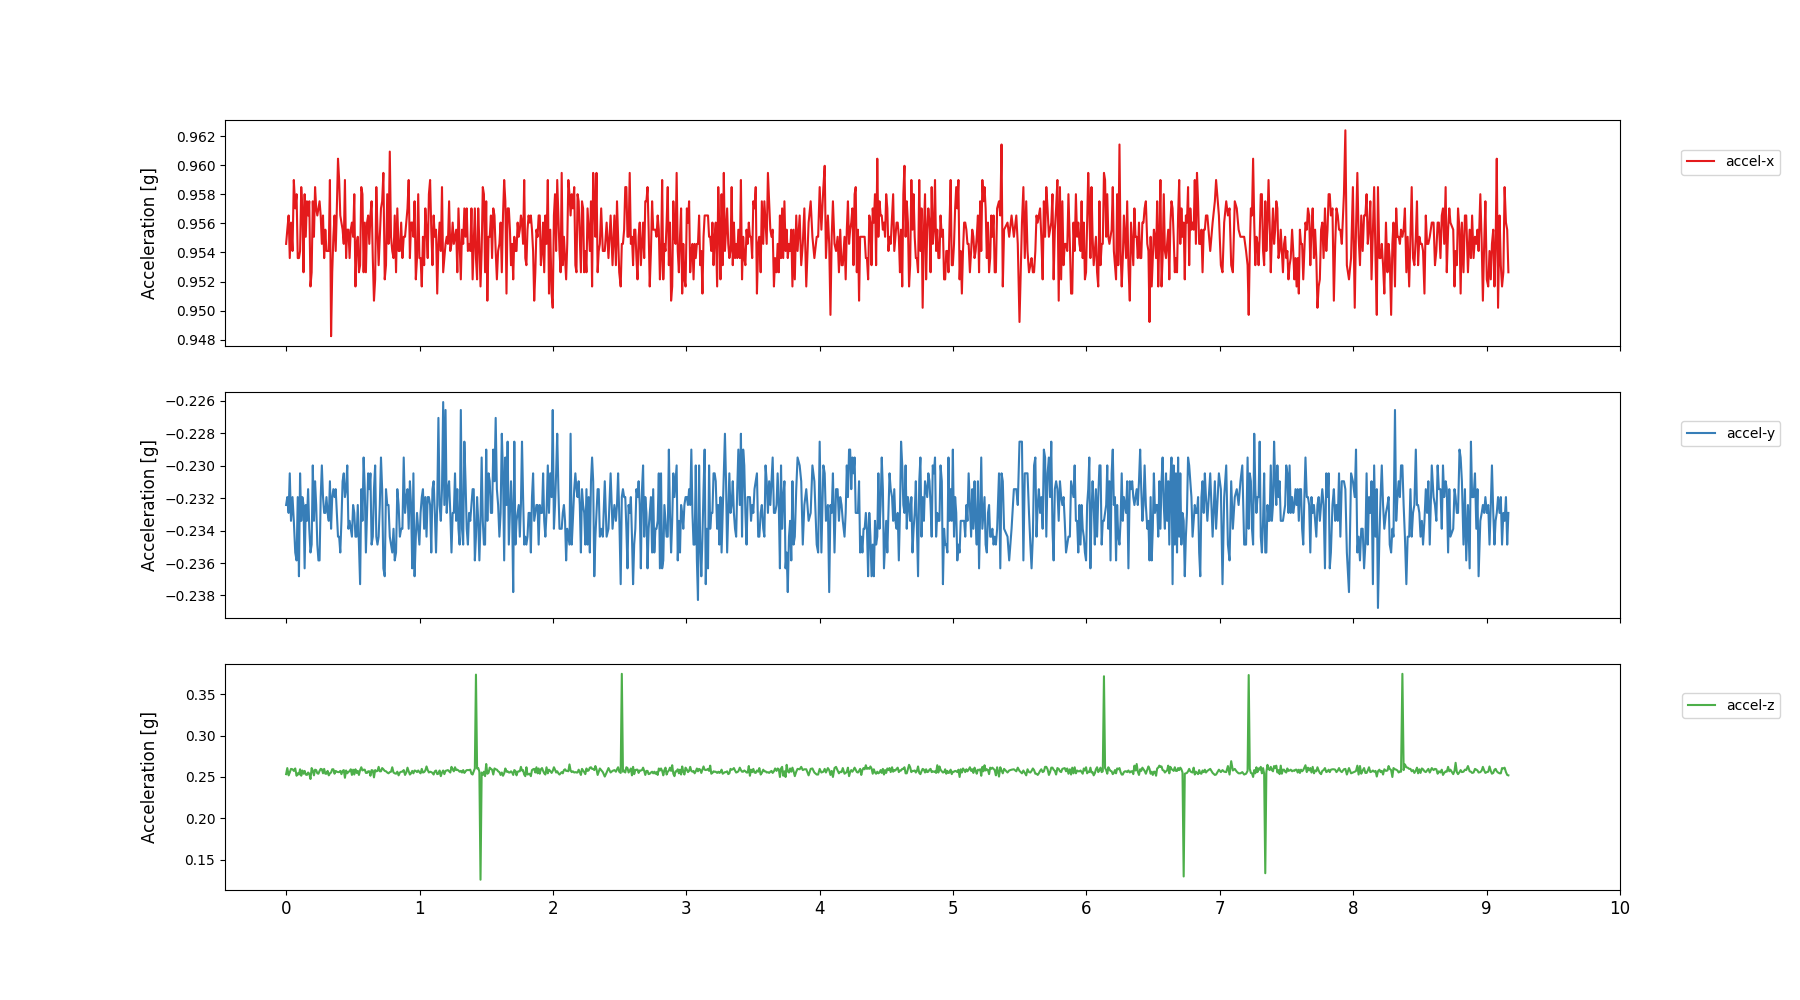 Acceleration [g]
0.962
0.960
0.958
0.956
0.954
0.952
0.950
0.948
accel-x
Acceleration [g]
−0.226
−0.228
−0.230
−0.232
−0.234
−0.236
−0.238
accel-y
Acceleration [g]
0.35
0.30
0.25
0.20
0.15
accel-z
0 1 2 3 4 5 6 7 8 9 10